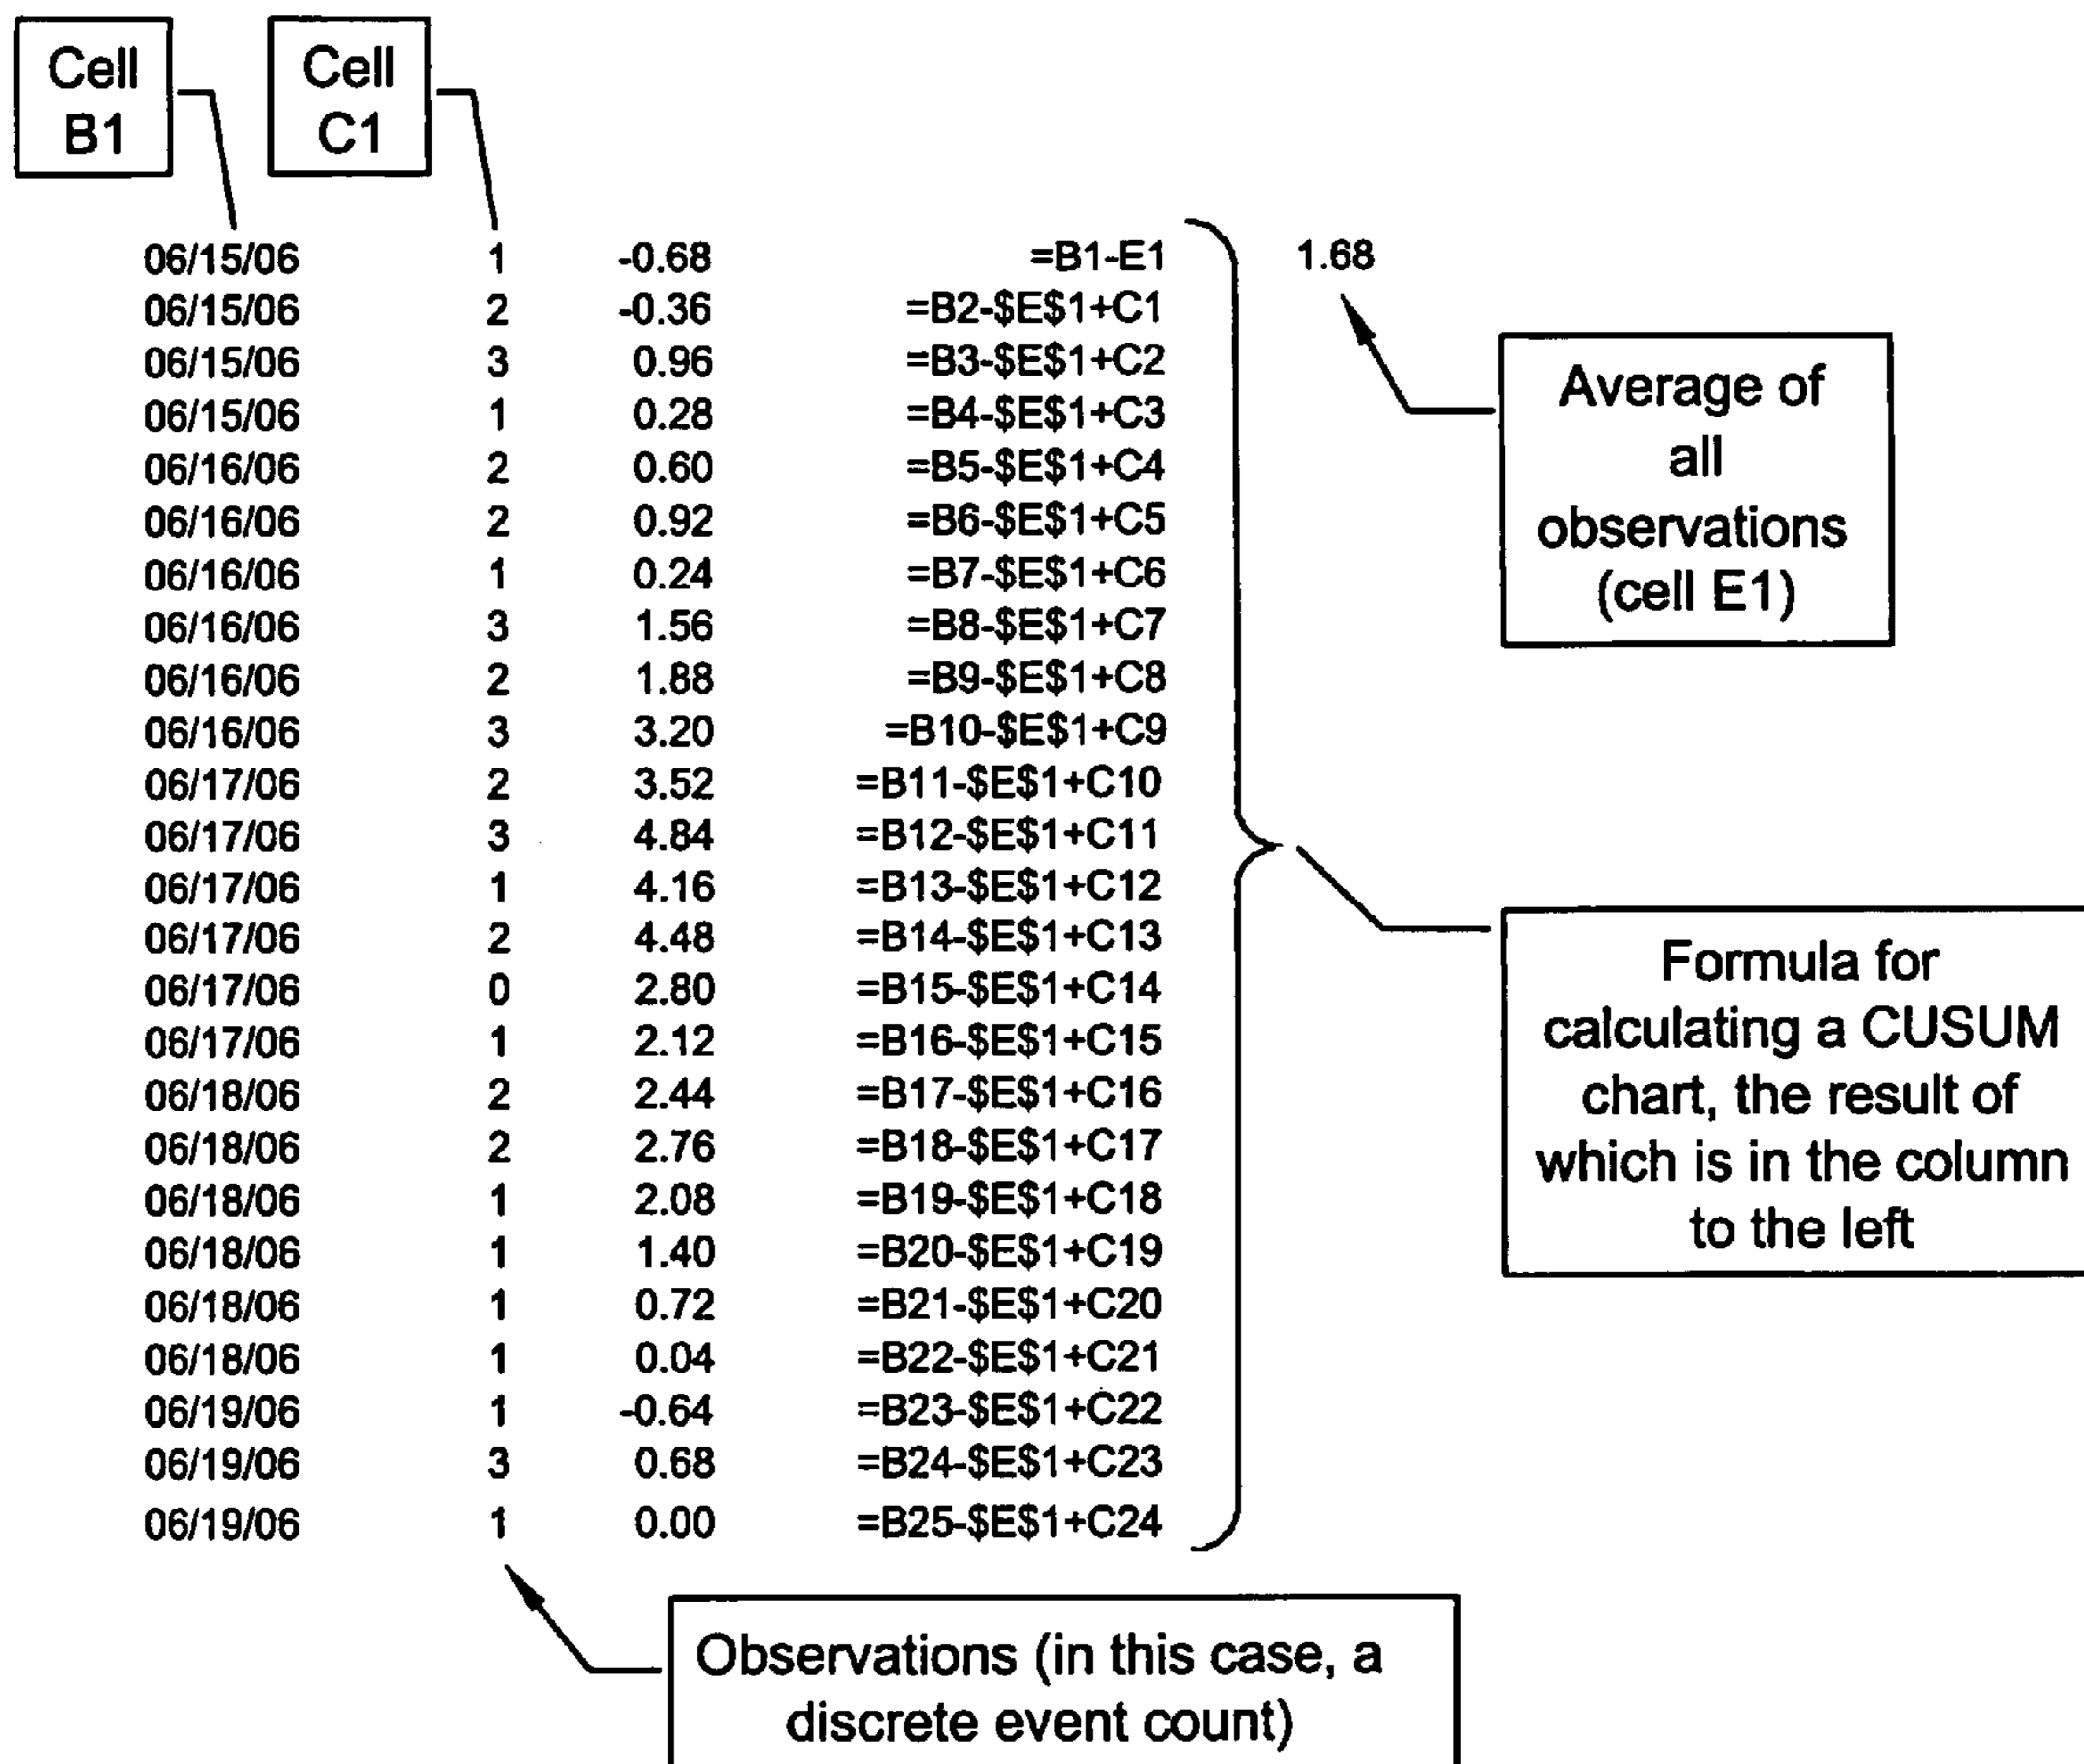 Cell
B1
Cell
C1
06/15/06 1 -0.68 =B1-E1 1.68
06/15/06 2 -0.36 =B2-$E$1+C1
06/15/06 3 0.96 =B3-$E$1+C2
06/15/06 1 0.28 =B4-$E$1+C3
06/16/06 2 0.60 =B5-$E$1+C4
06/16/06 2 0.92 =B6-$E$1+C5
06/16/06 1 0.24 =B7-$E$1+C6
06/16/06 3 1.56 =B8-$E$1+C7
06/16/06 2 1.88 =B9-$E$1+C8
06/16/06 3 3.20 =B10-$E$1+C9
06/17/06 2 3.52 =B11-$E$1+C10
06/17/06 3 4.84 =B12-$E$1+C11
06/17/06 1 4.16 =B13-$E$1+C12
06/17/06 2 4.48 =B14-$E$1+C13
06/17/06 0 2.80 =B15-$E$1+C14
06/17/06 1 2.12 =B16-$E$1+C15
06/18/06 2 2.44 =B17-$E$1+C16
06/18/06 2 2.76 =B18-$E$1+C17
06/18/06 1 2.08 =B19-$E$1+C18
06/18/06 1 1.40 =B20-$E$1+C19
06/18/06 1 0.72 =B21-$E$1+C20
06/18/06 1 0.04 =B22-$E$1+C21
06/19/06 1 -0.64 =B23-$E$1+C22
06/19/06 3 0.68 =B24-$E$1+C23
06/19/06 1 0.00 =B25-$E$1+C24
Average of
all
observations
(cell E1)
Formula for
calculating a CUSUM
chart, the result of
which is in the column
to the left
Observations (in this case, a
discrete event count)